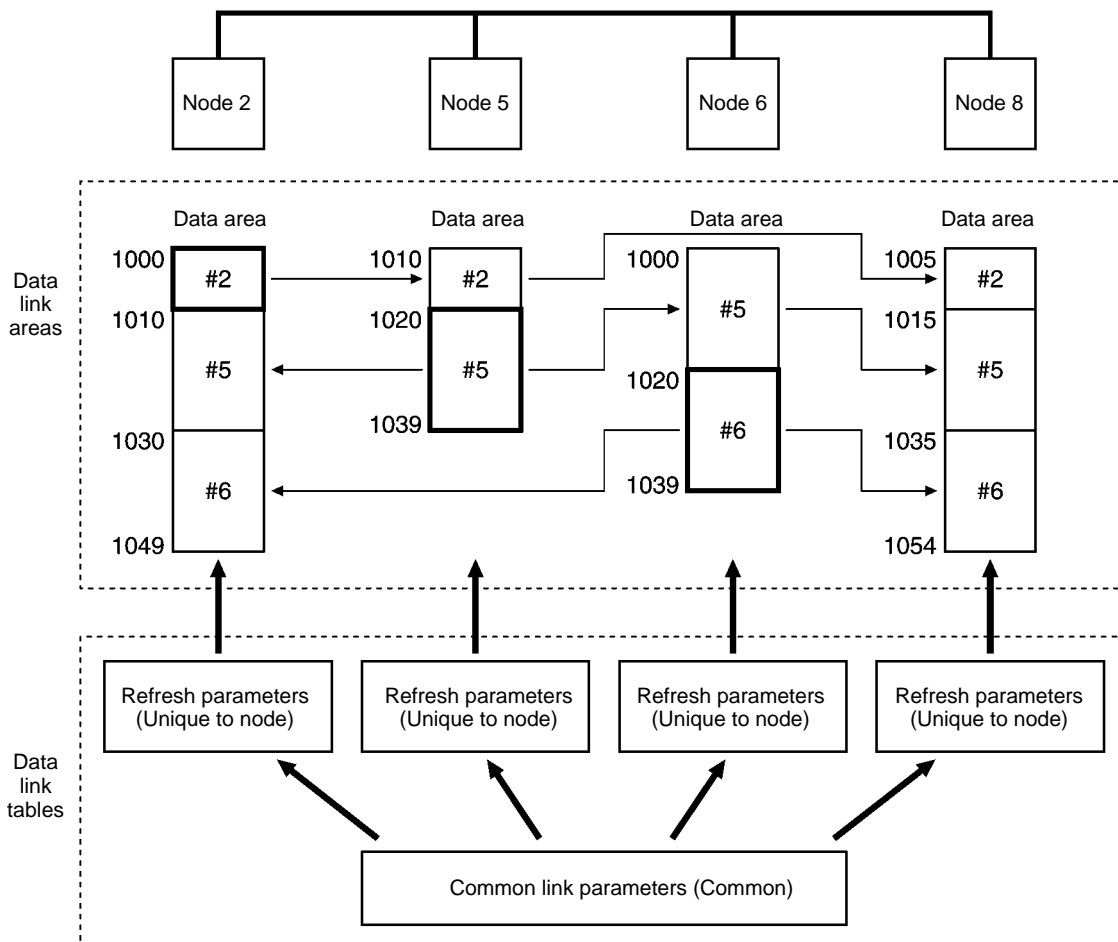 Node 2
Node 5
Node 6
Node 8
Data area
Data area
Data area
Data area
Data
link
areas
1000
#2
1010
#5
1030
#6
1049
1010
#2
1020
#5
1039
1000
#5
1020
#6
1039
1005
#2
1015
#5
1035
#6
1054
Data
link
tables
Refresh parameters
(Unique to node)
Refresh parameters
(Unique to node)
Refresh parameters
(Unique to node)
Refresh parameters
(Unique to node)
Common link parameters (Common)